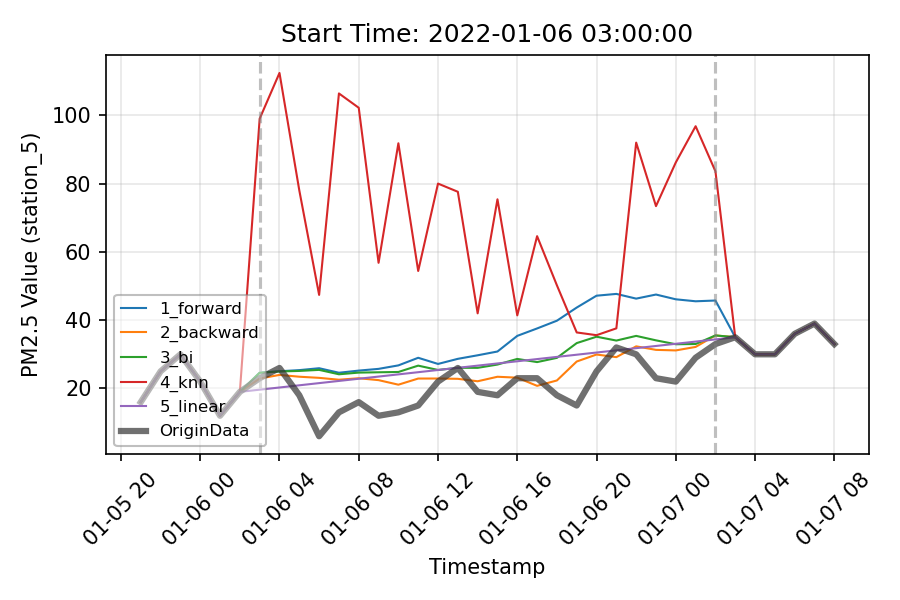 Start Time: 2022-01-06 03:00:00
PM2.5 Value (station_5)
100
80
60
40
20
1_forward
2_backward
3_bi
4_knn
5_linear
OriginData
01-05 20
01-06 00
01-06 04
01-06 08
01-06 12
01-06 16
01-06 20
01-07 00
01-07 04
01-07 08
Timestamp